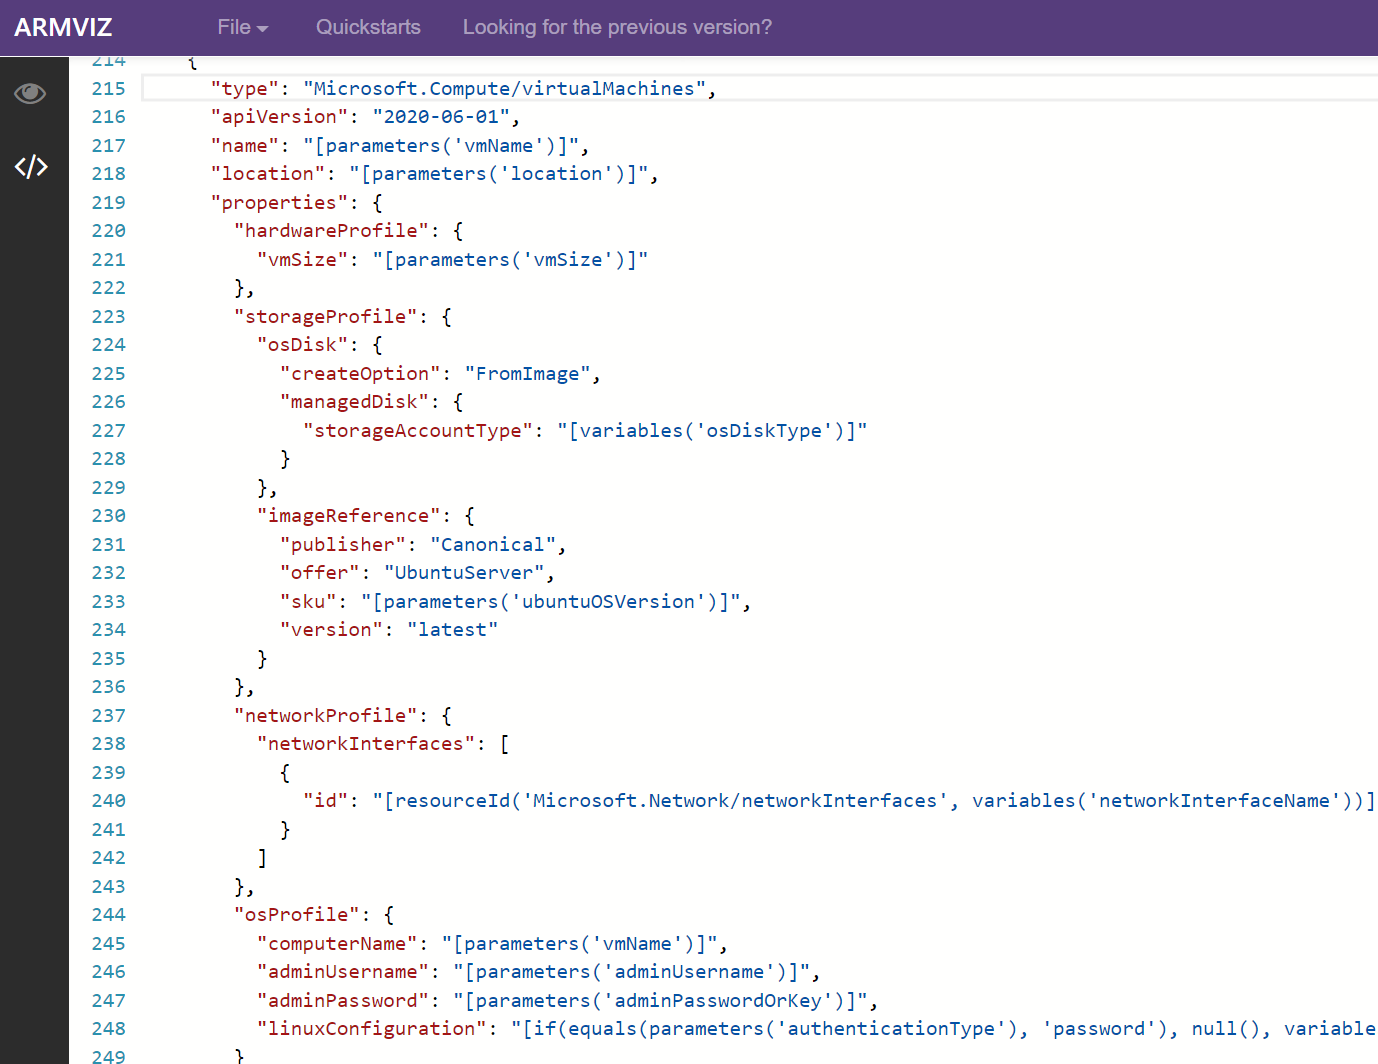 ARMVIZ File Quickstarts Looking for the previous version?
214 {
215 "type": "Microsoft.Compute/virtualMachines",
216 "apiVersion": "2020-06-01",
217 "name": "[parameters('vmName')]",
218 "location": "[parameters('location')]",
219 "properties": {
220 "hardwareProfile": {
221 "vmSize": "[parameters('vmSize')]"
222 },
223 "storageProfile": {
224 "osDisk": {
225 "createOption": "FromImage",
226 "managedDisk": {
227 "storageAccountType": "[variables('osDiskType')]"
228 }
229 },
230 "imageReference": {
231 "publisher": "Canonical",
232 "offer": "UbuntuServer",
233 "sku": "[parameters('ubuntuOSVersion')]",
234 "version": "latest"
235 }
236 },
237 "networkProfile": {
238 "networkInterfaces": [
239 {
240 "id": "[resourceId('Microsoft.Network/networkInterfaces', variables('networkInterfaceName'))]
241 }
242 ]
243 },
244 "osProfile": {
245 "computerName": "[parameters('vmName')]",
246 "adminUsername": "[parameters('adminUsername')]",
247 "adminPassword": "[parameters('adminPasswordOrKey')]",
248 "linuxConfiguration": "[if(equals(parameters('authenticationType'), 'password'), null(), variable
249 }